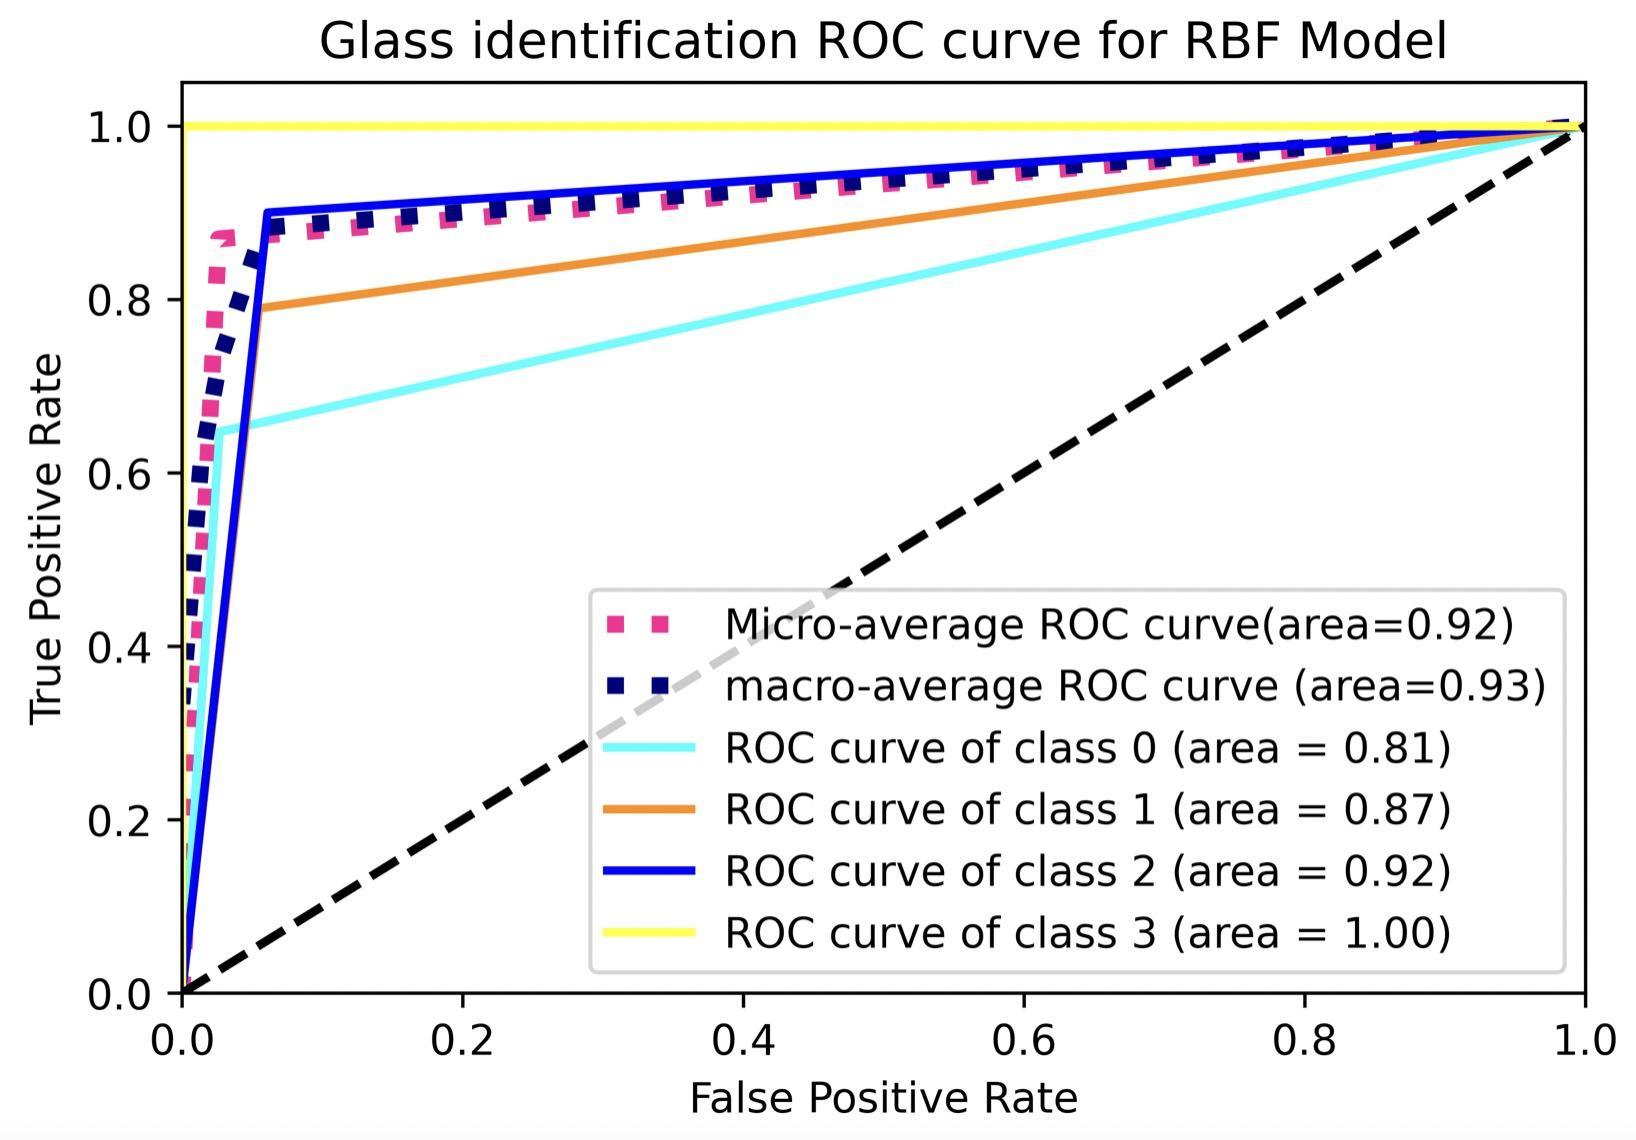 Glass identification ROC curve for RBF Model
1.0
0.8
0.6
0.4
0.2
0.0
True Positive Rate
Micro-average ROC curve(area=0.92)
macro-average ROC curve (area=0.93)
ROC curve of class 0 (area = 0.81)
ROC curve of class 1 (area = 0.87)
ROC curve of class 2 (area = 0.92)
ROC curve of class 3 (area = 1.00)
0.0 0.2 0.4 0.6 0.8 1.0
False Positive Rate